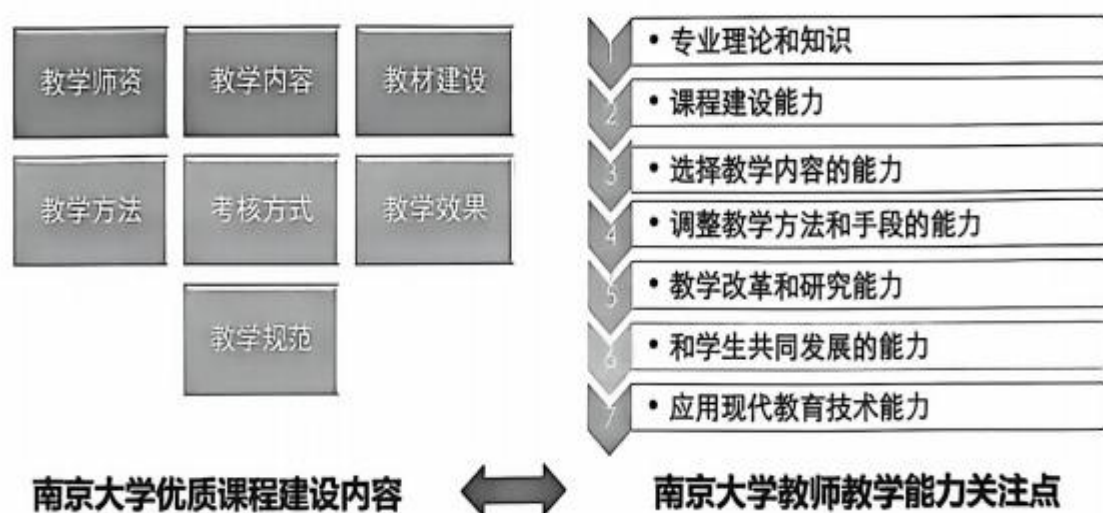 教学师资 教学内容 教材建设
教学方法 考核方式 教学效果
教学规范
南京大学优质课程建设内容
1 • 专业理论和知识
2 • 课程建设能力
3 • 选择教学内容的能力
4 • 调整教学方法和手段的能力
5 • 教学改革和研究能力
6 • 和学生共同发展的能力
7 • 应用现代教育技术能力
南京大学教师教学能力关注点